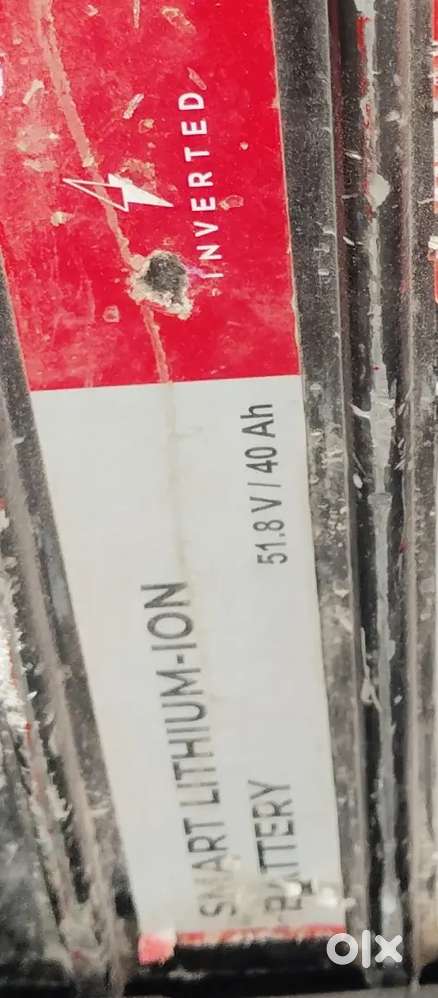 INVERTED
51.8 V / 40 Ah
SMART LITHIUM-ION
BATTERY
olx